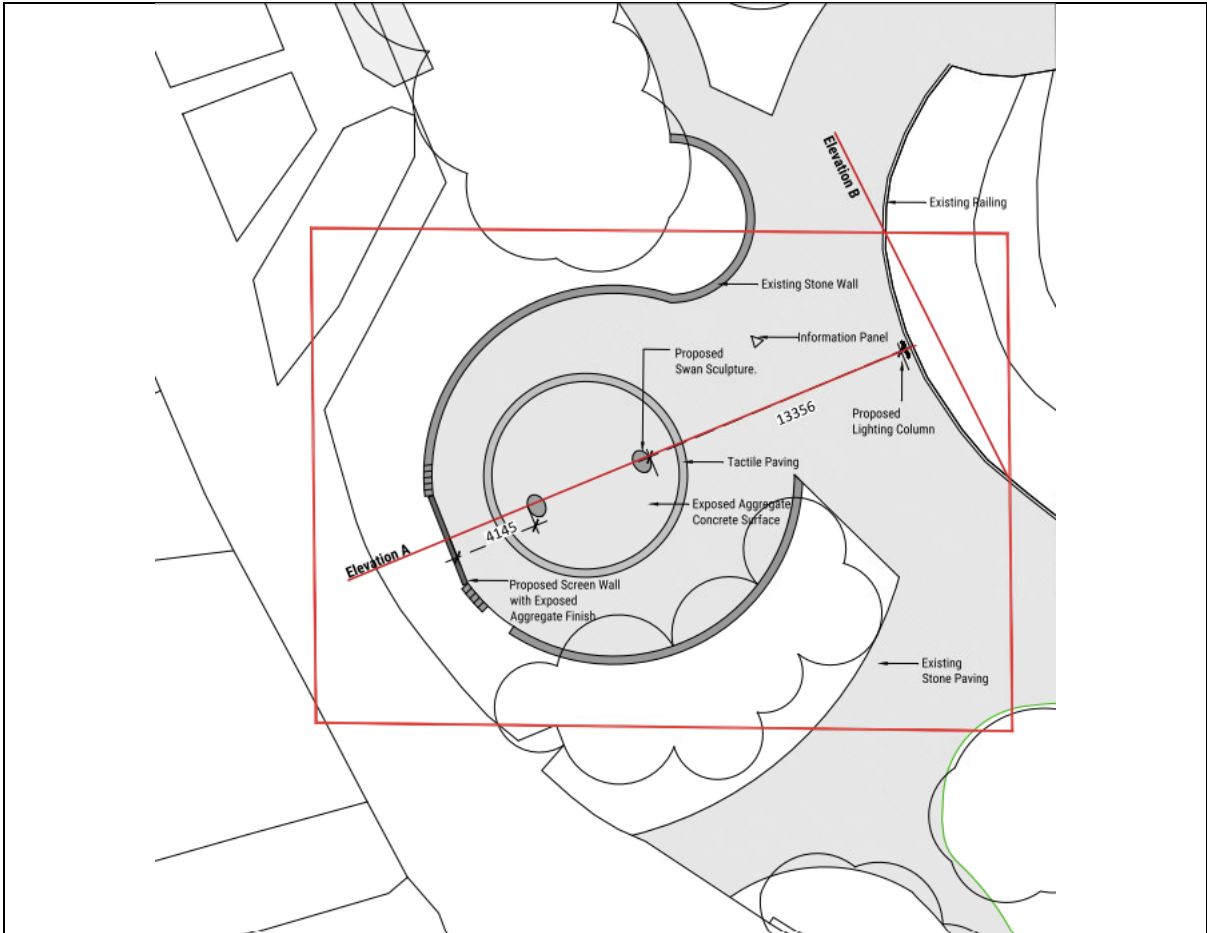 Elevation B
Existing Railing
Existing Stone Wall
Information Panel
Proposed
Swan Sculpture.
13356
Proposed
Lighting Column
Tactile Paving
Exposed Aggregate
Concrete Surface
4145
Elevation A
Proposed Screen Wall
with Exposed
Aggregate Finish
Existing
Stone Paving